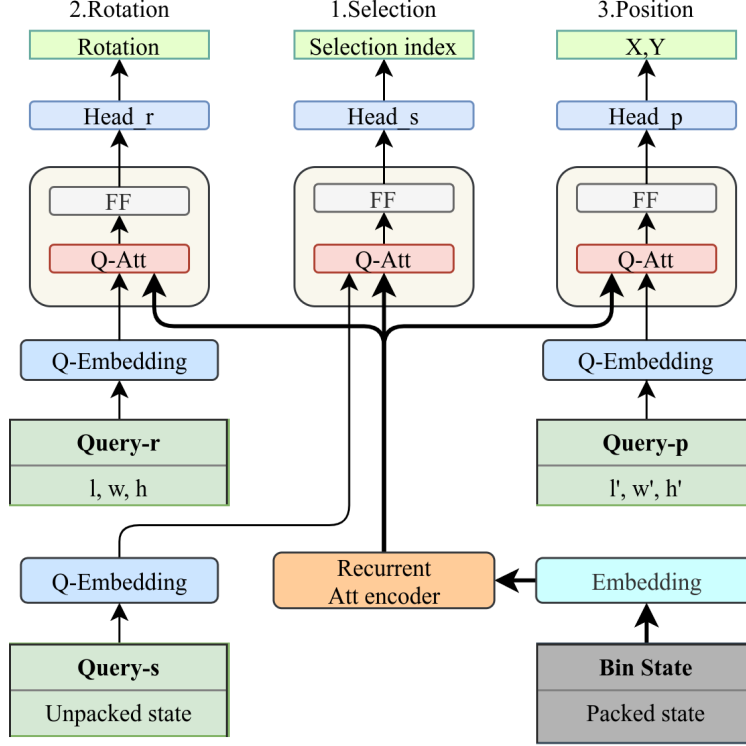 2.Rotation
1.Selection
3.Position
Rotation
Selection index
X,Y
Head_r
Head_s
Head_p
FF
FF
FF
Q-Att
Q-Att
Q-Att
Q-Embedding
Q-Embedding
Query-r
l, w, h
Query-p
l', w', h'
Q-Embedding
Recurrent
Att encoder
Embedding
Query-s
Unpacked state
Bin State
Packed state